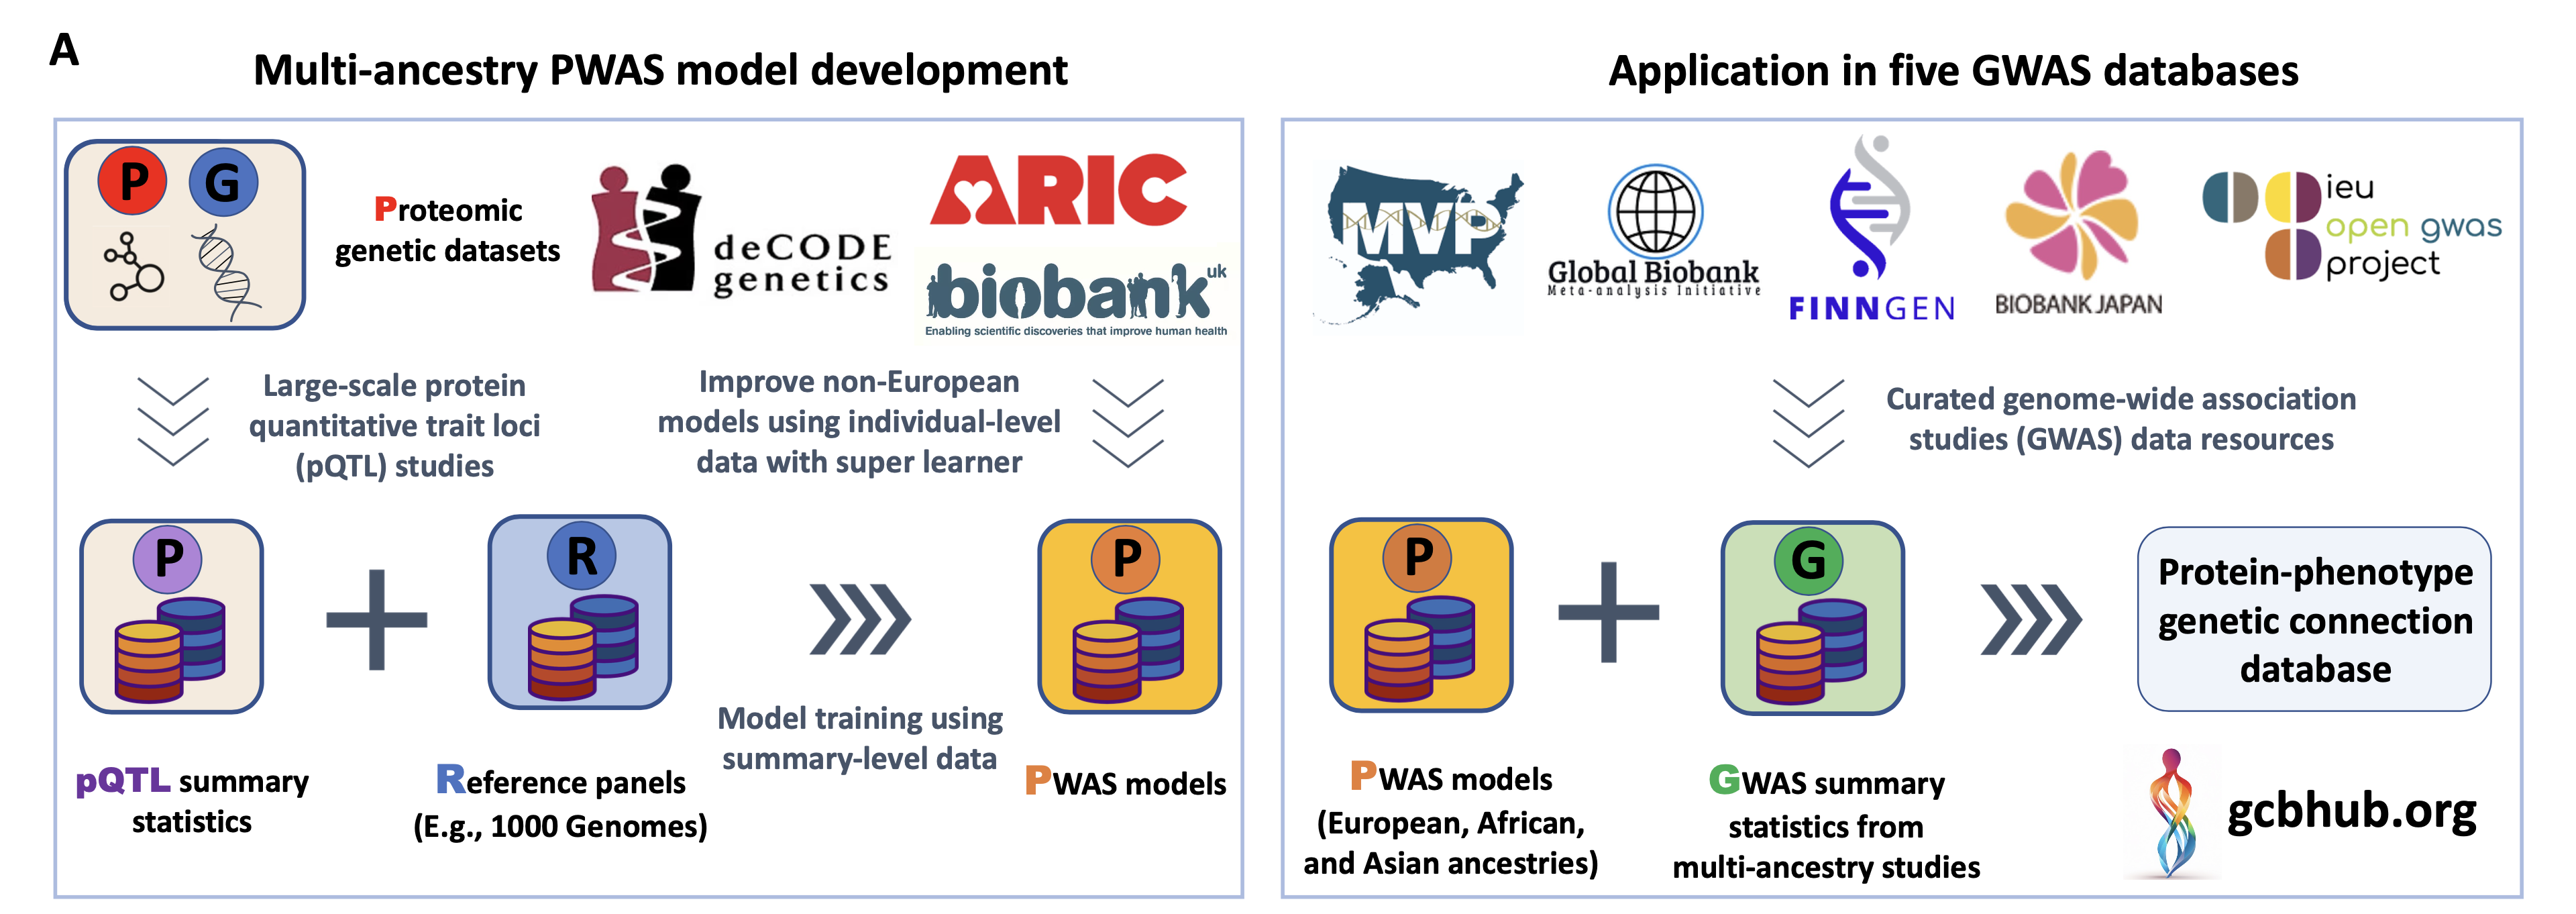 A
Multi-ancestry PWAS model development
P G
Proteomic
genetic datasets
deCODE
genetics
ARIC
biobank uk
Enabling scientific discoveries that improve human health
Large-scale protein
quantitative trait loci
(pQTL) studies
Improve non-European
models using individual-level
data with super learner
P
R
P
Model training using
summary-level data
pQTL summary
statistics
Reference panels
(E.g., 1000 Genomes)
PWAS models
Application in five GWAS databases
MVP
Global Biobank
Meta-analysis Initiative
FINNGEN
BIOBANK JAPAN
ieu
open gwas
project
Curated genome-wide association
studies (GWAS) data resources
P
G
Protein-phenotype
genetic connection
database
PWAS models
(European, African,
and Asian ancestries)
GWAS summary
statistics from
multi-ancestry studies
gcbhub.org